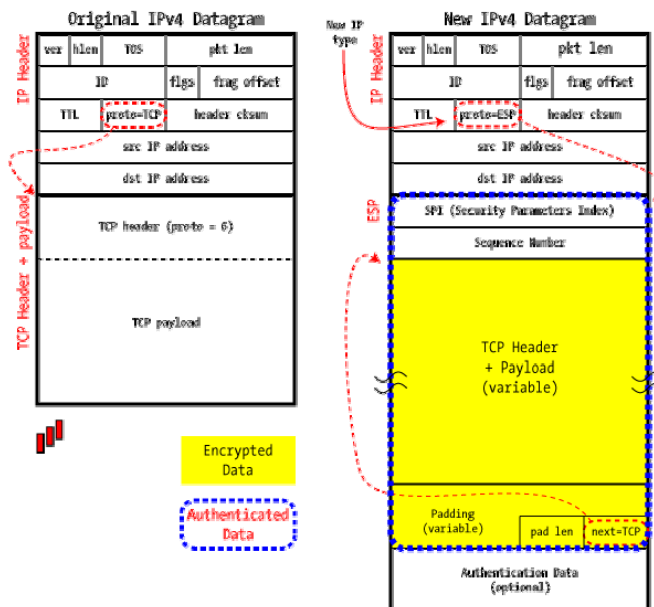 Original IPv4 Datagram
IP Header
ver hlen TOS pkt len
ID flgs frag offset
TTL proto=TCP header cksum
src IP address
dst IP address
TCP Header + payload
TCP header (proto = 6)
TCP payload
Encrypted
Data
Authenticated
Data
New IP
type
New IPv4 Datagram
IP Header
ver hlen TOS pkt len
ID flgs frag offset
TTL proto=ESP header cksum
src IP address
dst IP address
ESP
SPI (Security Parameters Index)
Sequence Number
TCP Header
+ Payload
(variable)
Padding
(variable)
pad len next=TCP
Authentication Data
(optional)